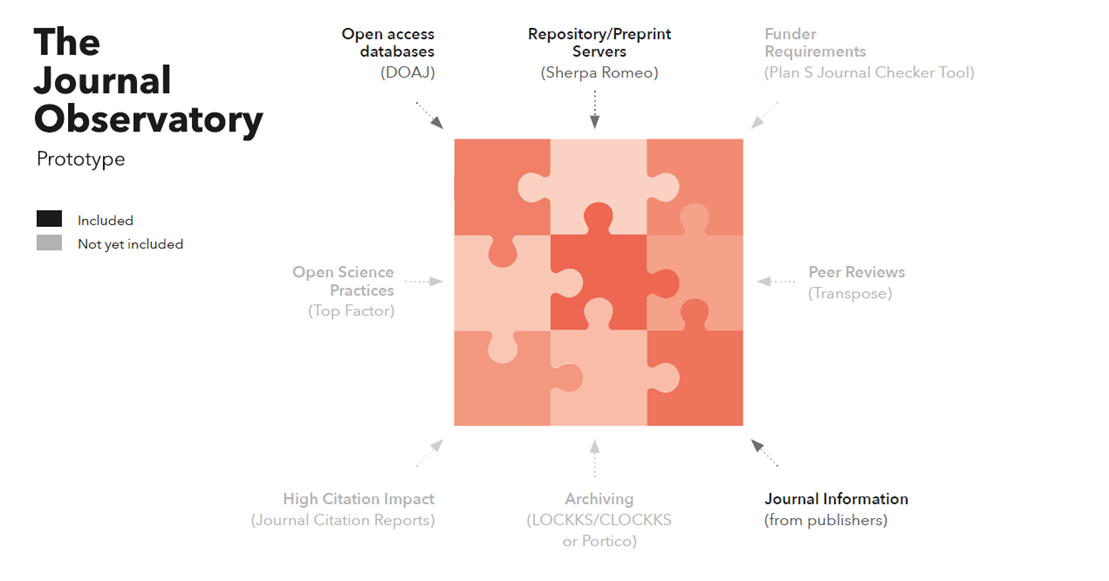 The
Journal
Observatory
Prototype
Included
Not yet included
Open access
databases
(DOAJ)
Repository/Preprint
Servers
(Sherpa Romeo)
Funder
Requirements
(Plan S Journal Checker Tool)
Open Science
Practices
(Top Factor)
Peer Reviews
(Transpose)
High Citation Impact
(Journal Citation Reports)
Archiving
(LOCKKS/CLOCKKS
or Portico)
Journal Information
(from publishers)